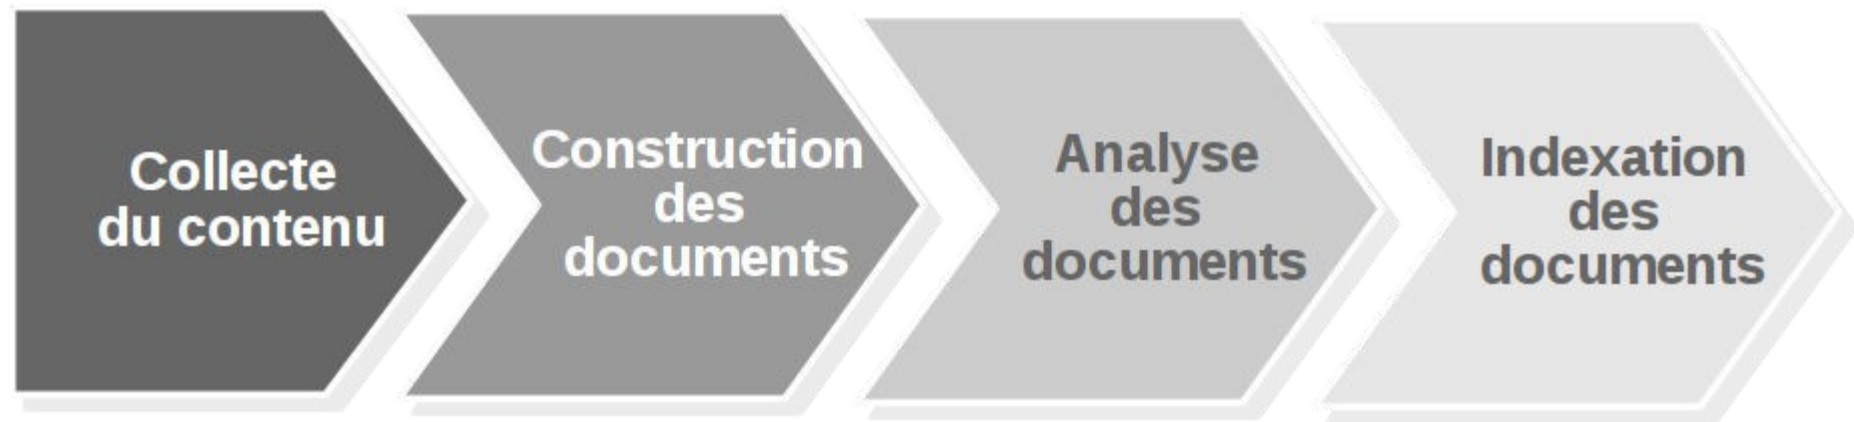 Collecte
du contenu
Construction
des
documents
Analyse
des
documents
Indexation
des
documents